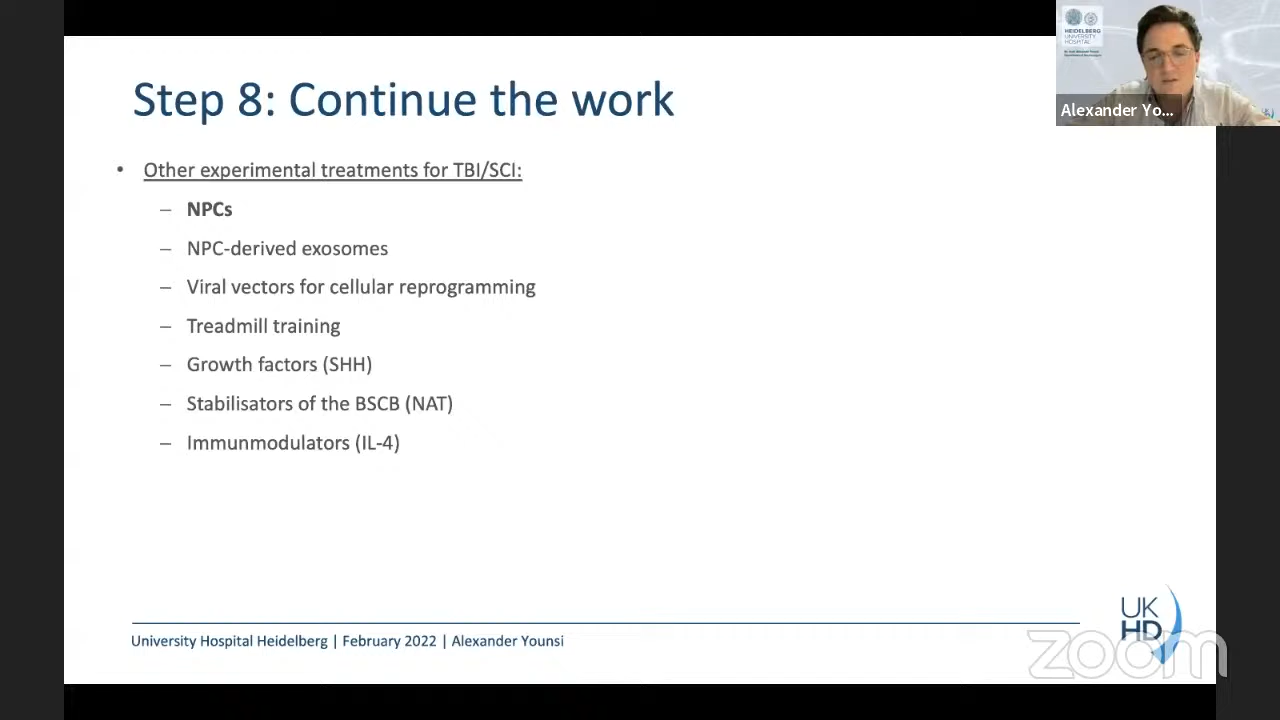 Step 8: Continue the work
• Other experimental treatments for TBI/SCI:
– NPCs
– NPC-derived exosomes
– Viral vectors for cellular reprogramming
– Treadmill training
– Growth factors (SHH)
– Stabilisators of the BSCB (NAT)
– Immunmodulators (IL-4)
University Hospital Heidelberg | February 2022 | Alexander Younsi
UK
HD
zoom
HEIDELBERG
UNIVERSITY
HOSPITAL
Alexander Yo...